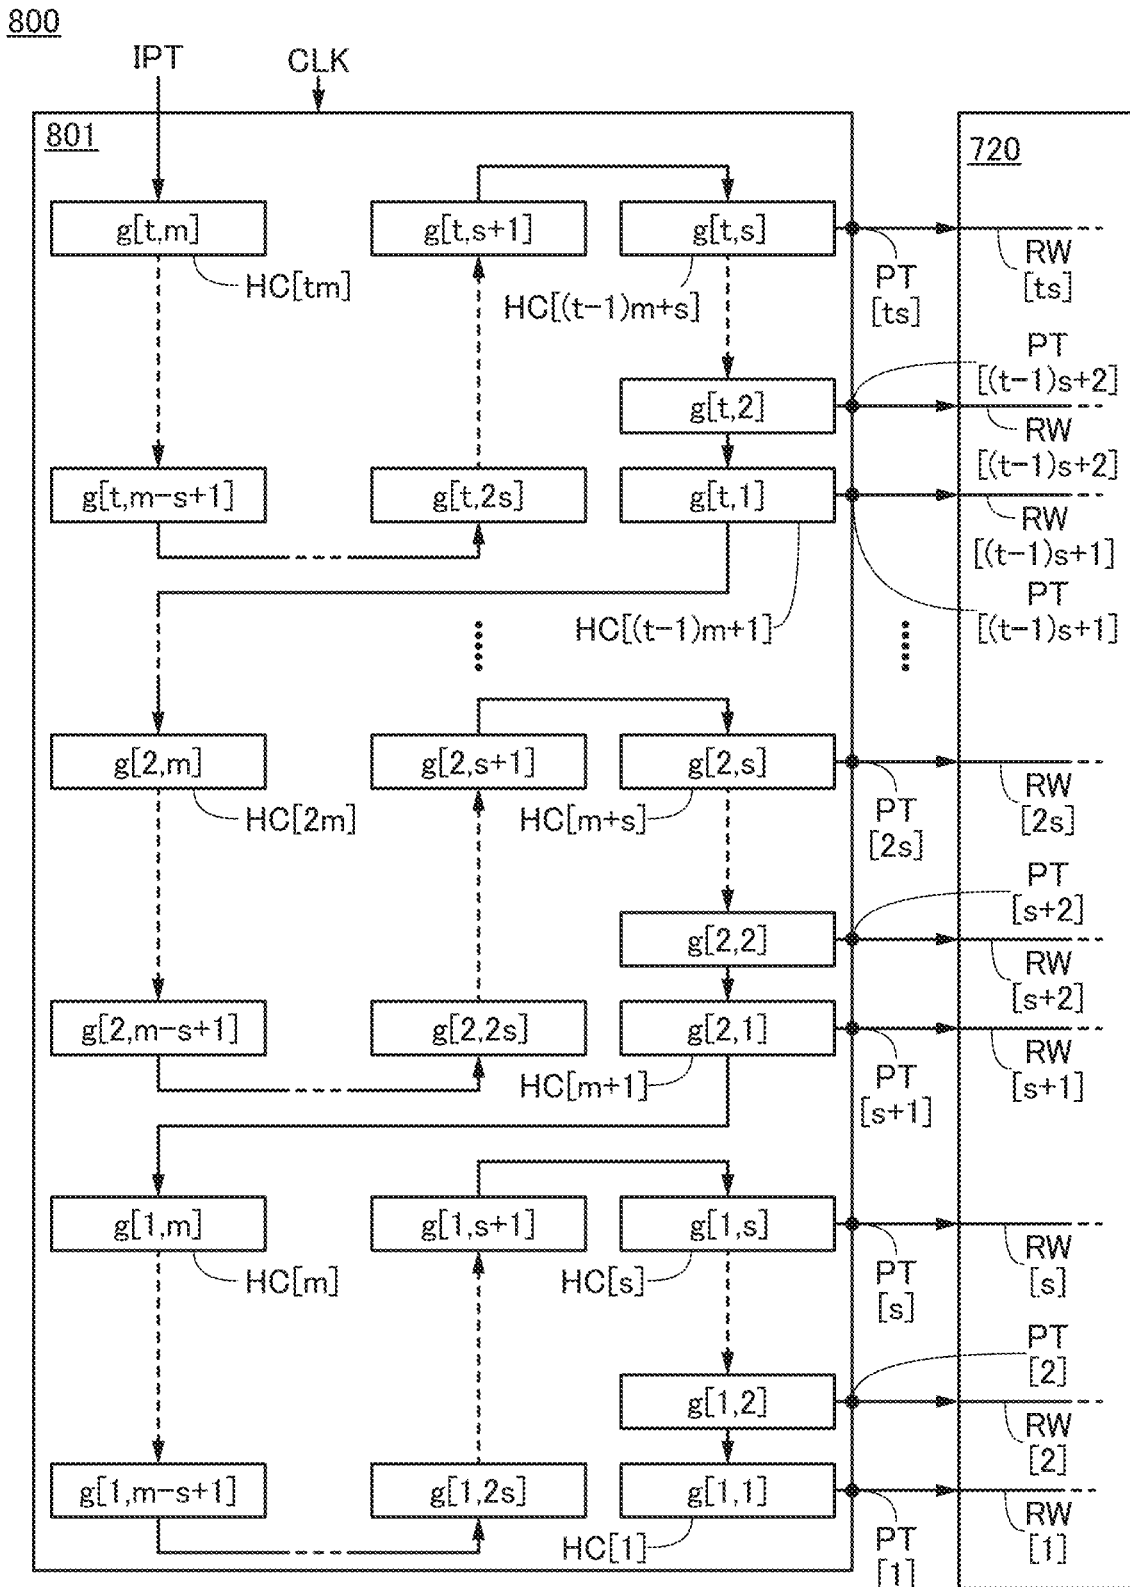 800
IPT
CLK
801
720
g[t,m]
g[t,s+1]
g[t,s]
HC[tm]
HC[(t-1)m+s]
PT
[ts]
RW
[ts]
PT
[(t-1)s+2]
g[t,2]
RW
[(t-1)s+2]
g[t,m-s+1]
g[t,2s]
g[t,1]
RW
[(t-1)s+1]
HC[(t-1)m+1]
PT
[(t-1)s+1]
g[2,m]
g[2,s+1]
g[2,s]
HC[2m]
HC[m+s]
PT
[2s]
RW
[2s]
PT
[s+2]
g[2,2]
RW
[s+2]
g[2,m-s+1]
g[2,2s]
g[2,1]
HC[m+1]
PT
[s+1]
RW
[s+1]
g[1,m]
g[1,s+1]
g[1,s]
HC[m]
HC[s]
PT
[s]
RW
[s]
PT
[2]
g[1,2]
RW
[2]
g[1,m-s+1]
g[1,2s]
g[1,1]
HC[1]
PT
[1]
RW
[1]